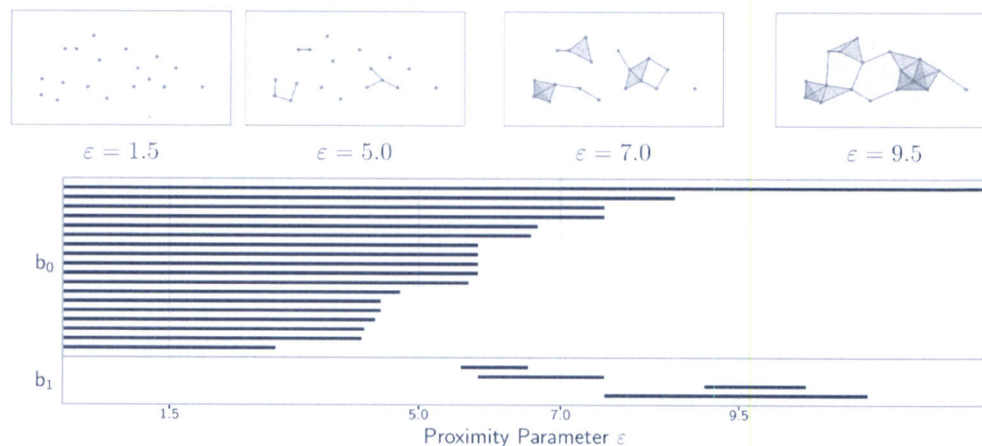 ε = 1.5 ε = 5.0 ε = 7.0 ε = 9.5
b₀
b₁
1.5 5.0 7.0 9.5
Proximity Parameter ε